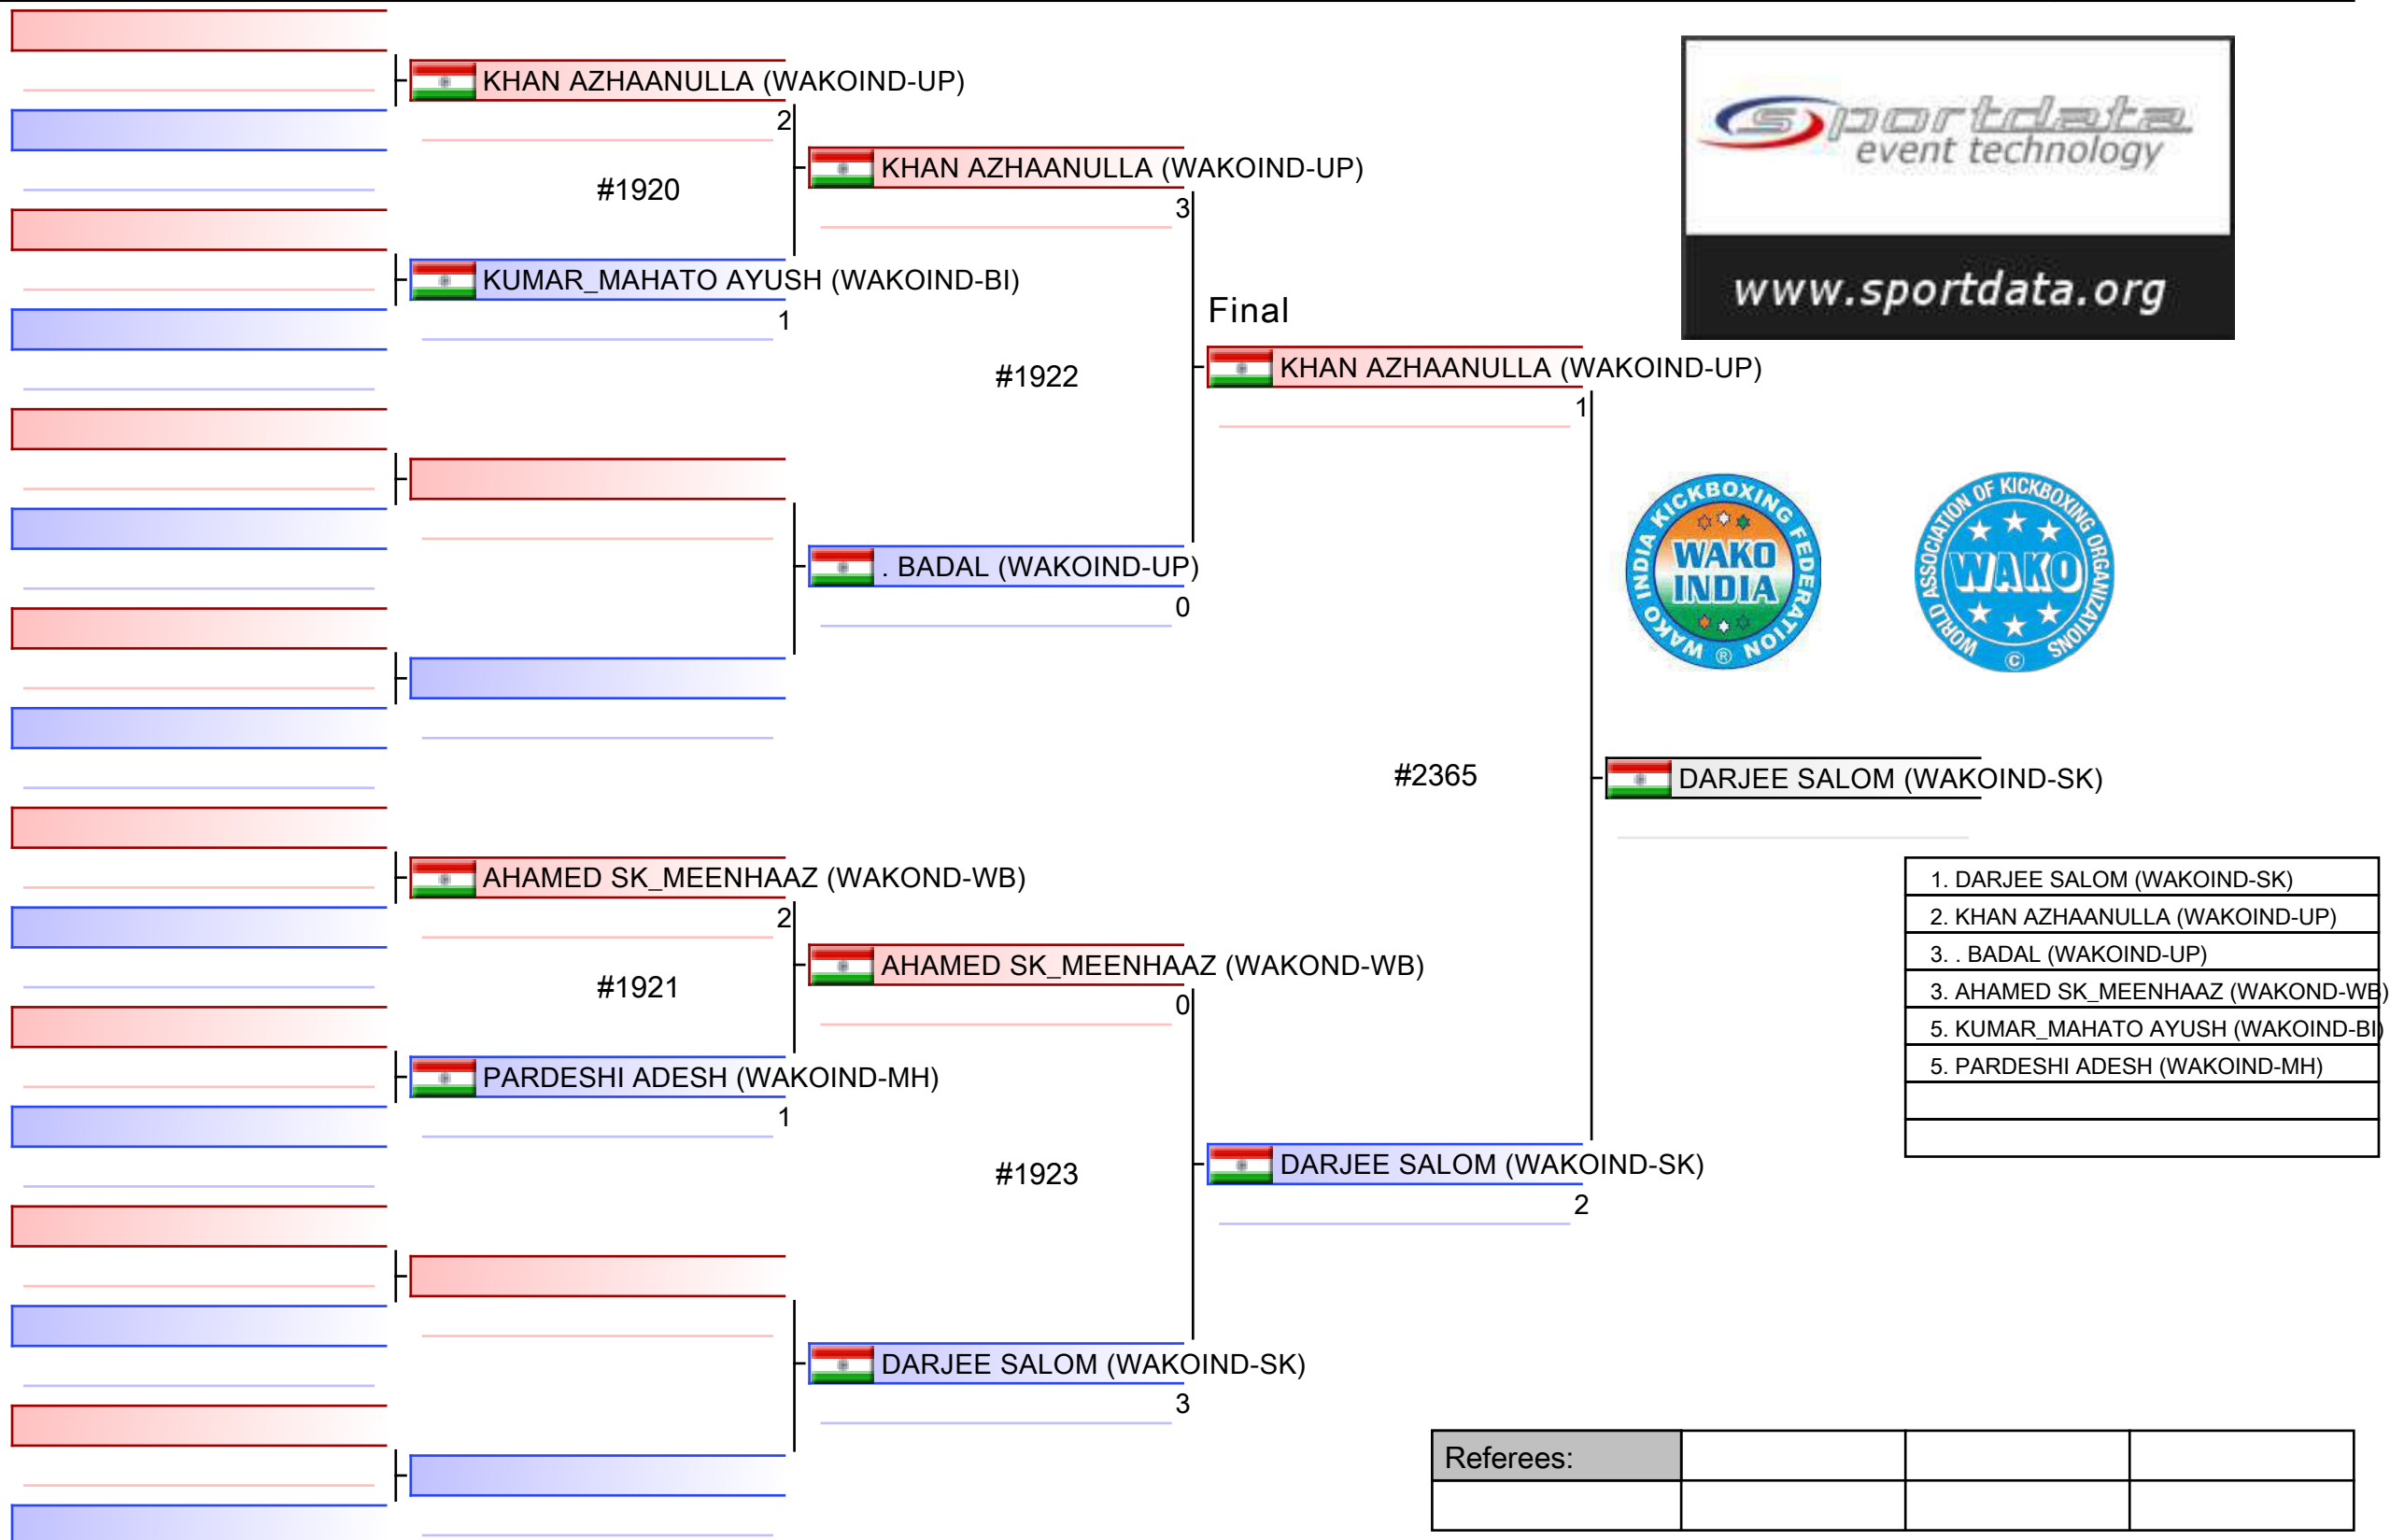 KHAN AZHAANULLA (WAKOIND-UP)
2
#1920
KUMAR_MAHATO AYUSH (WAKOIND-BI)
1
KHAN AZHAANULLA (WAKOIND-UP)
3
#1922
. BADAL (WAKOIND-UP)
0
AHAMED SK_MEENHAAZ (WAKOND-WB)
2
#1921
PARDESHI ADESH (WAKOIND-MH)
1
AHAMED SK_MEENHAAZ (WAKOND-WB)
0
#1923
DARJEE SALOM (WAKOIND-SK)
3
Final
KHAN AZHAANULLA (WAKOIND-UP)
1
#2365
DARJEE SALOM (WAKOIND-SK)
2
DARJEE SALOM (WAKOIND-SK)
sportdata
event technology
www.sportdata.org
WAKO INDIA KICKBOXING FEDERATION
WAKO
INDIA
®
WORLD ASSOCIATION OF KICKBOXING ORGANIZATIONS
WAKO
©
1. DARJEE SALOM (WAKOIND-SK)
2. KHAN AZHAANULLA (WAKOIND-UP)
3. . BADAL (WAKOIND-UP)
3. AHAMED SK_MEENHAAZ (WAKOND-WB)
5. KUMAR_MAHATO AYUSH (WAKOIND-BI)
5. PARDESHI ADESH (WAKOIND-MH)
Referees: